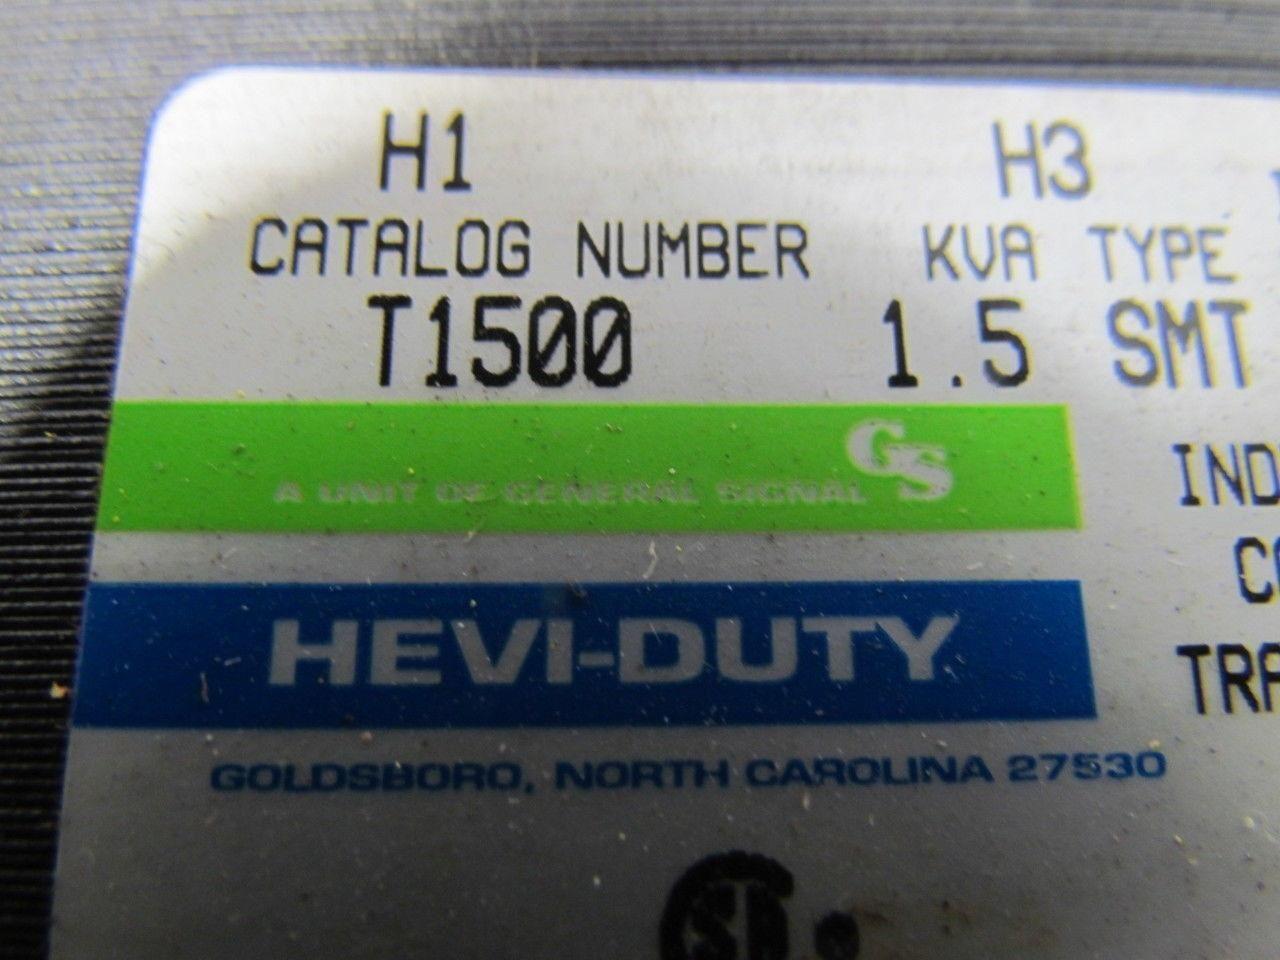 H1 H3
CATALOG NUMBER KVA TYPE
T1500 1.5 SMT
A UNIT OF GENERAL SIGNAL GS
HEVI-DUTY
GOLDSBORO, NORTH CAROLINA 27530